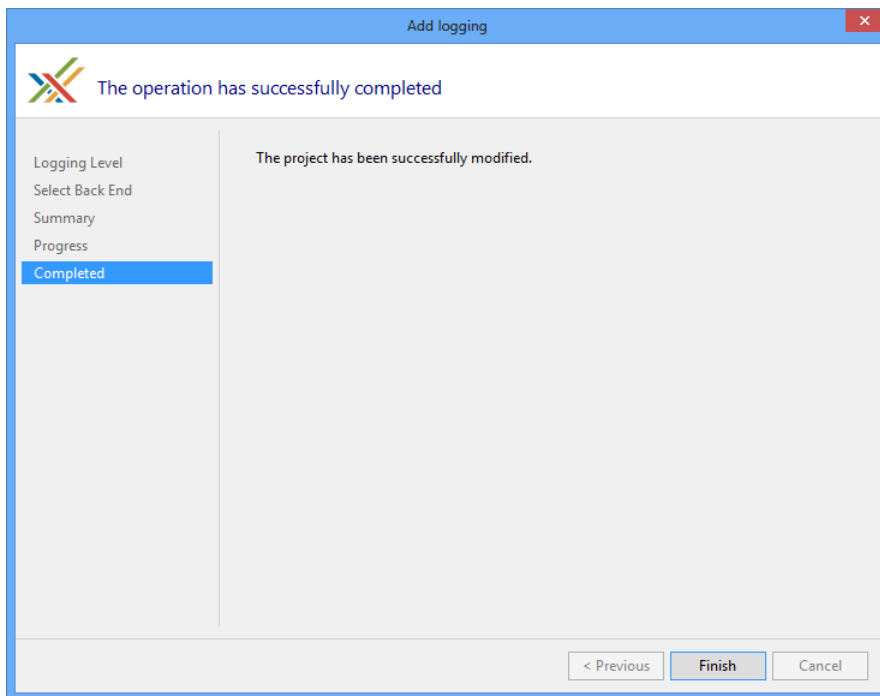 Add logging
The operation has successfully completed
Logging Level
Select Back End
Summary
Progress
Completed
The project has been successfully modified.
< Previous
Finish
Cancel